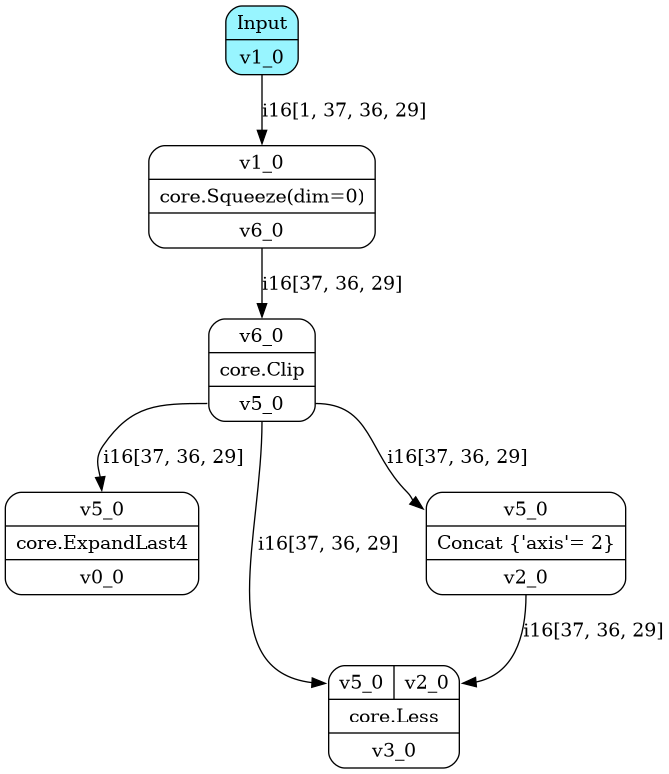 Input
v1_0
i16[1, 37, 36, 29]
v1_0
core.Squeeze(dim=0)
v6_0
i16[37, 36, 29]
v6_0
core.Clip
v5_0
i16[37, 36, 29]
i16[37, 36, 29]
v5_0
core.ExpandLast4
v0_0
i16[37, 36, 29]
v5_0
Concat {'axis'= 2}
v2_0
i16[37, 36, 29]
v5_0 v2_0
core.Less
v3_0